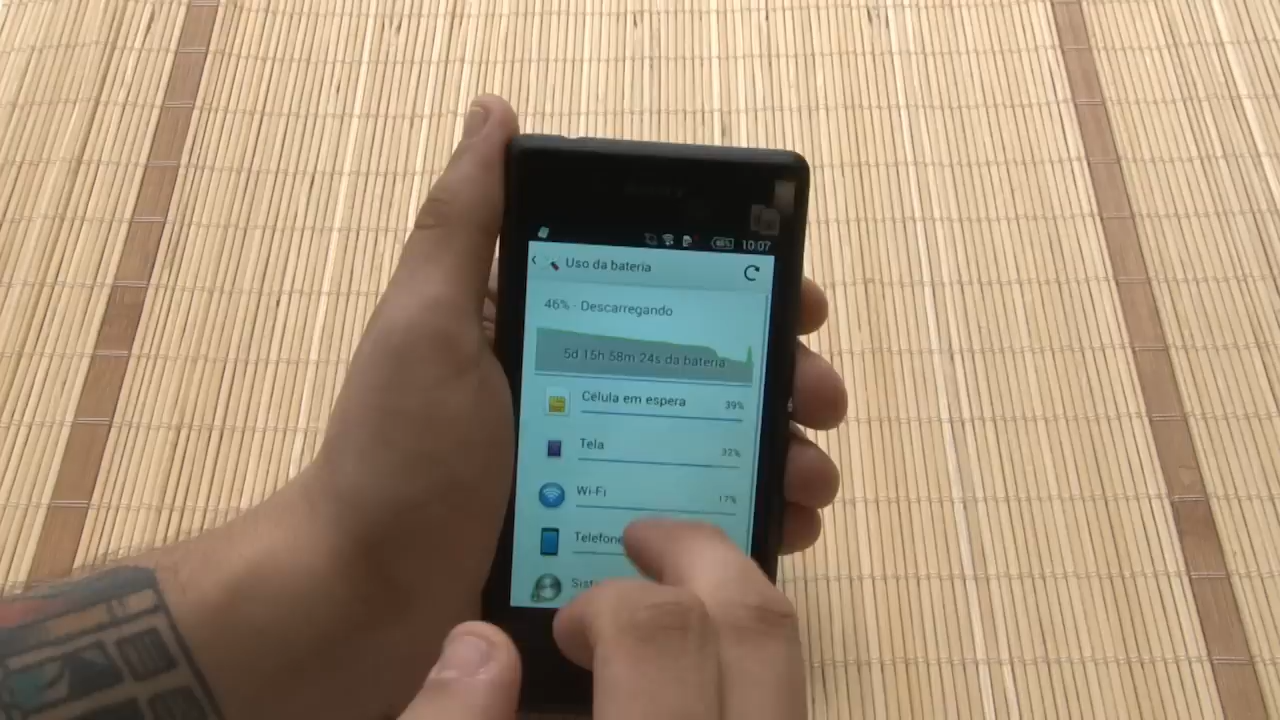 10:07
Uso da bateria
46% - Descarregando
5d 15h 58m 24s da bateria
Célula em espera 39%
Tela 32%
Wi-Fi 17%
Telefone